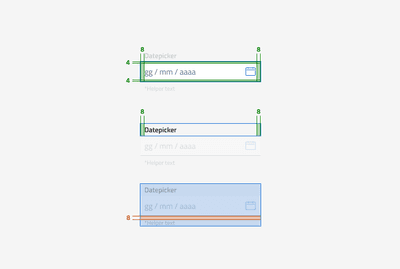 8 8
Datepicker
4
gg / mm / aaaa
4
*Helper text
8 8
Datepicker
gg / mm / aaaa
*Helper text
Datepicker
gg / mm / aaaa
8
*Helper text